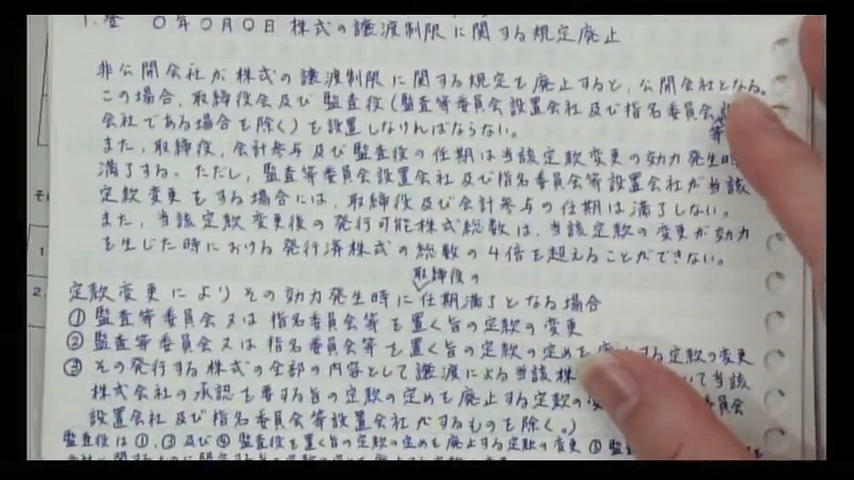 1.登 〇年〇月〇日 株式の譲渡制限に関する規定廃止
非公開会社が株式の譲渡制限に関する規定を廃止すると、公開会社となる。
この場合、取締役会及び監査役(監査等委員会設置会社及び指名委員会
等
会社である場合を除く)を設置しなければならない。
また、取締役、会計参与及び監査役の任期は当該定款変更の効力発生時
満了する。ただし、監査等委員会設置会社及び指名委員会等設置会社が当該
定款変更をする場合には、取締役及び会計参与の任期は満了しない。
また、当該定款変更後の発行可能株式総数は、当該定款の変更が効力
を生じた時における発行済株式の総数の4倍を超えることができない。
取締役の
定款変更によりその効力発生時に任期満了となる場合
①監査等委員会又は指名委員会等を置く旨の定款の変更
②監査等委員会又は指名委員会等を置く旨の定款の定めを する定款の変更
③その発行する株式の全部の内容として譲渡による当該株 いて当該
株式会社の承認を要する旨の定款の定めを廃止する定款の 員会
設置会社及び指名委員会等設置会社がするものを除く。)
監査役は①、③及び④監査役を置く旨の定款の定めを廃止する定款の変更⑤監